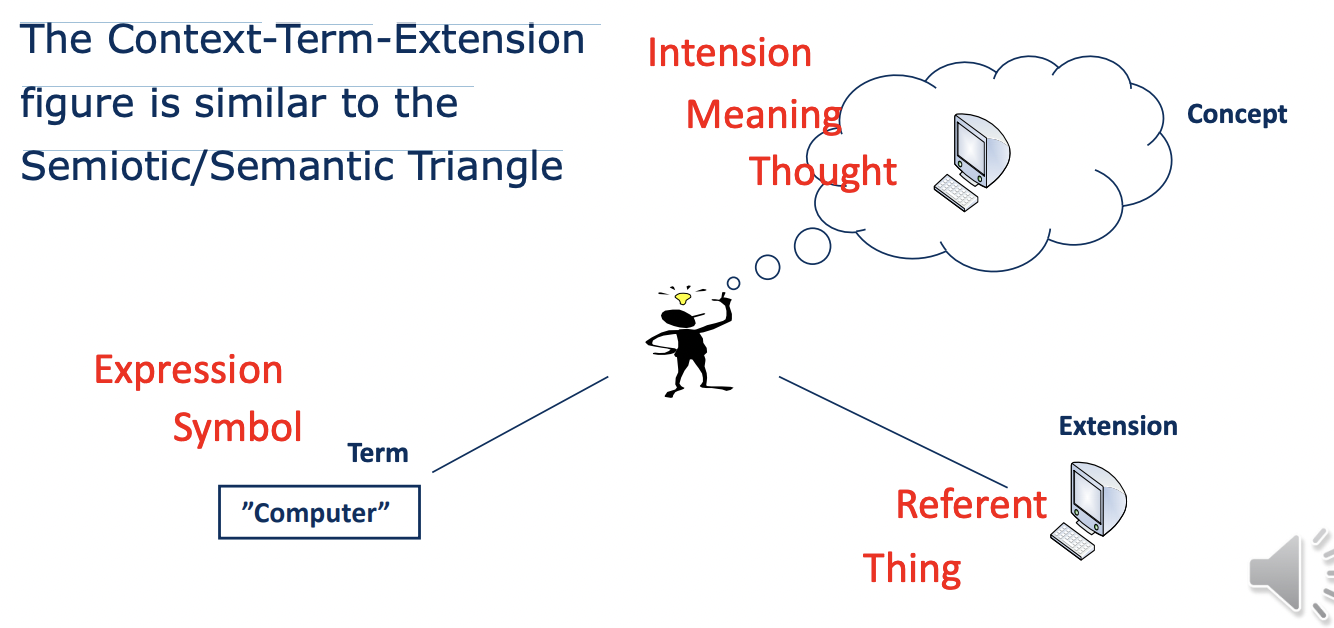 The Context-Term-Extension
figure is similar to the
Semiotic/Semantic Triangle
Intension
Meaning
Thought
Concept
Expression
Symbol
Term
”Computer”
Extension
Referent
Thing